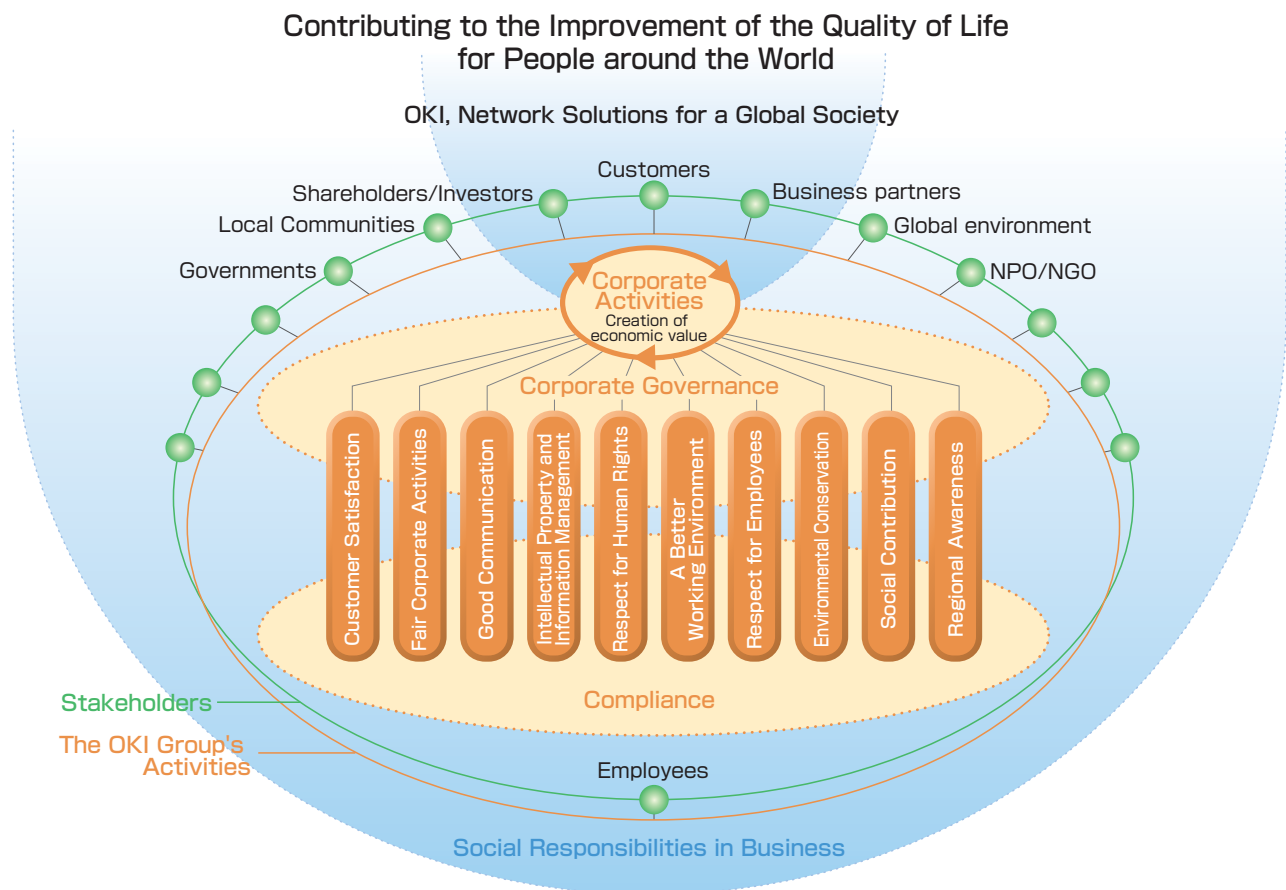 Contributing to the Improvement of the Quality of Life
for People around the World
OKI, Network Solutions for a Global Society
Customers
Shareholders/Investors
Business partners
Local Communities
Global environment
Governments
NPO/NGO
Corporate
Activities
Creation of
economic value
Corporate Governance
Customer Satisfaction
Fair Corporate Activities
Good Communication
Intellectual Property and
Information Management
Respect for Human Rights
A Better
Working Environment
Respect for Employees
Environmental Conservation
Social Contribution
Regional Awareness
Compliance
Stakeholders
The OKI Group's
Activities
Employees
Social Responsibilities in Business